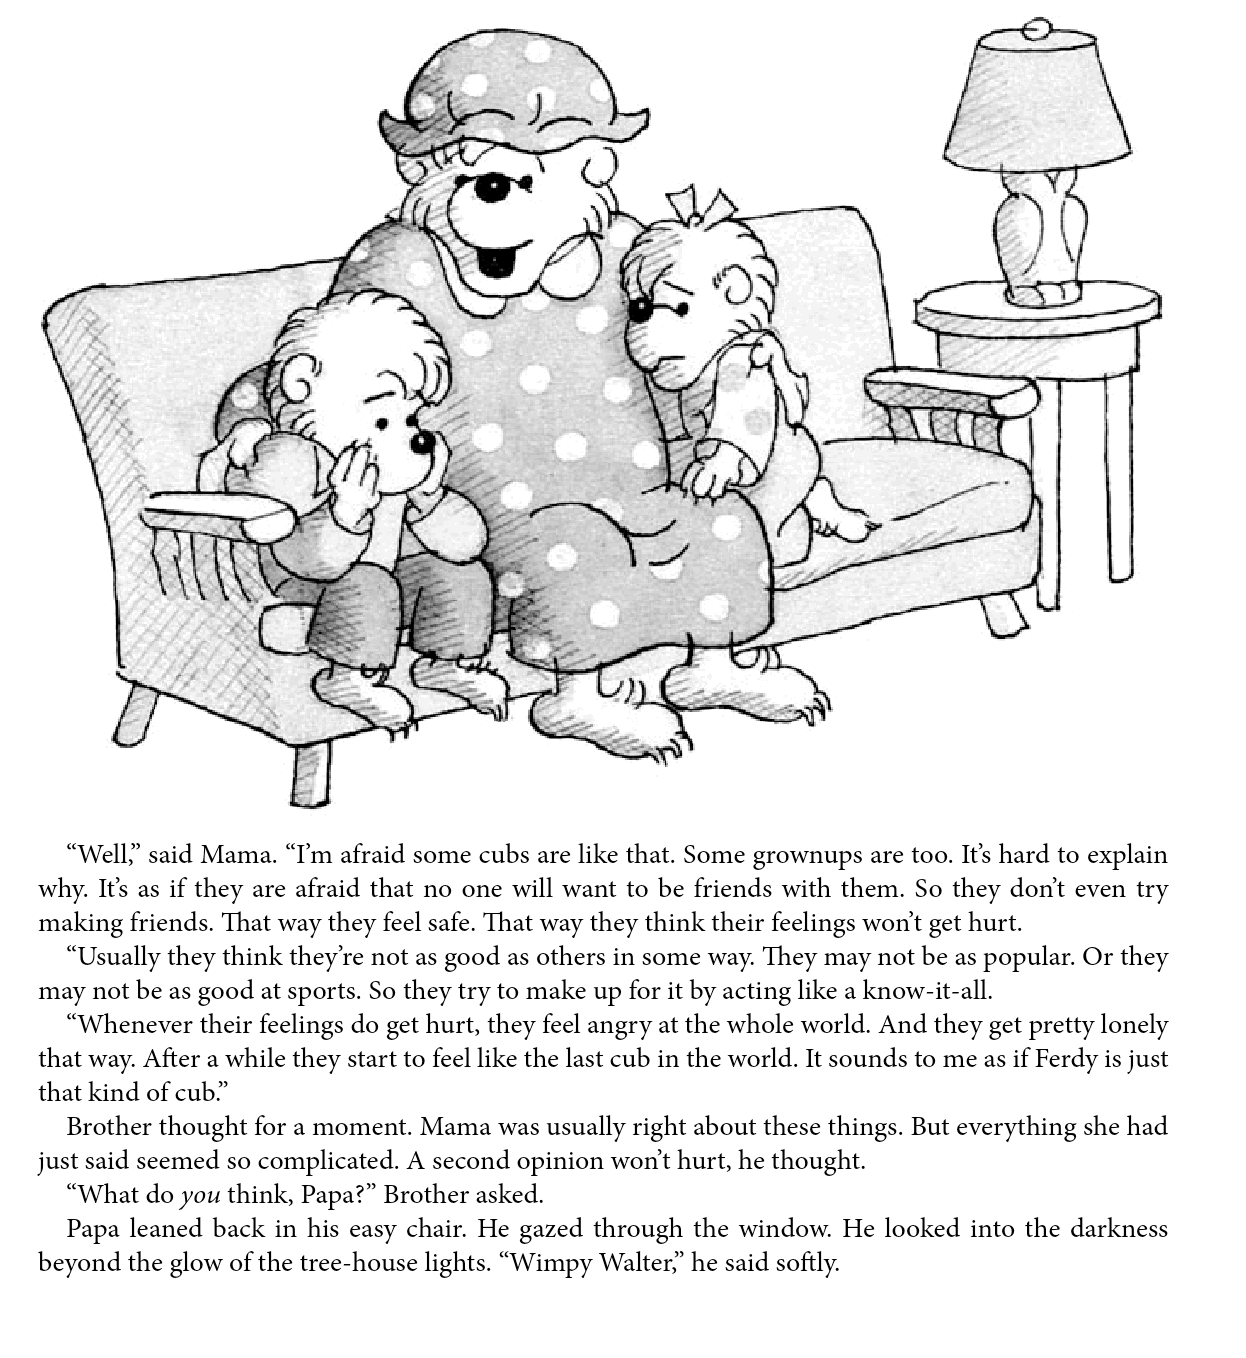 “Well,” said Mama. “I’m afraid some cubs are like that. Some grownups are too. It’s hard to explain
why. It’s as if they are afraid that no one will want to be friends with them. So they don’t even try
making friends. That way they feel safe. That way they think their feelings won’t get hurt.
“Usually they think they’re not as good as others in some way. They may not be as popular. Or they
may not be as good at sports. So they try to make up for it by acting like a know-it-all.
“Whenever their feelings do get hurt, they feel angry at the whole world. And they get pretty lonely
that way. After a while they start to feel like the last cub in the world. It sounds to me as if Ferdy is just
that kind of cub.”
Brother thought for a moment. Mama was usually right about these things. But everything she had
just said seemed so complicated. A second opinion won’t hurt, he thought.
“What do you think, Papa?” Brother asked.
Papa leaned back in his easy chair. He gazed through the window. He looked into the darkness
beyond the glow of the tree-house lights. “Wimpy Walter,” he said softly.